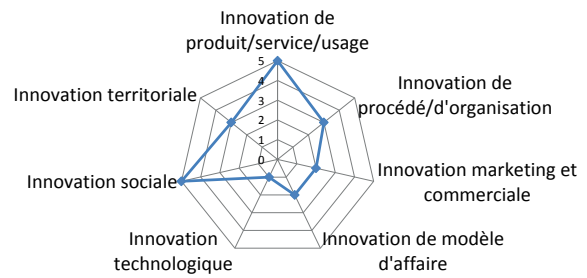 Innovation de
produit/service/usage
5
4
3
2
1
0
Innovation de
procédé/d'organisation
Innovation marketing et
commerciale
Innovation de modèle
d'affaire
Innovation
technologique
Innovation sociale
Innovation territoriale